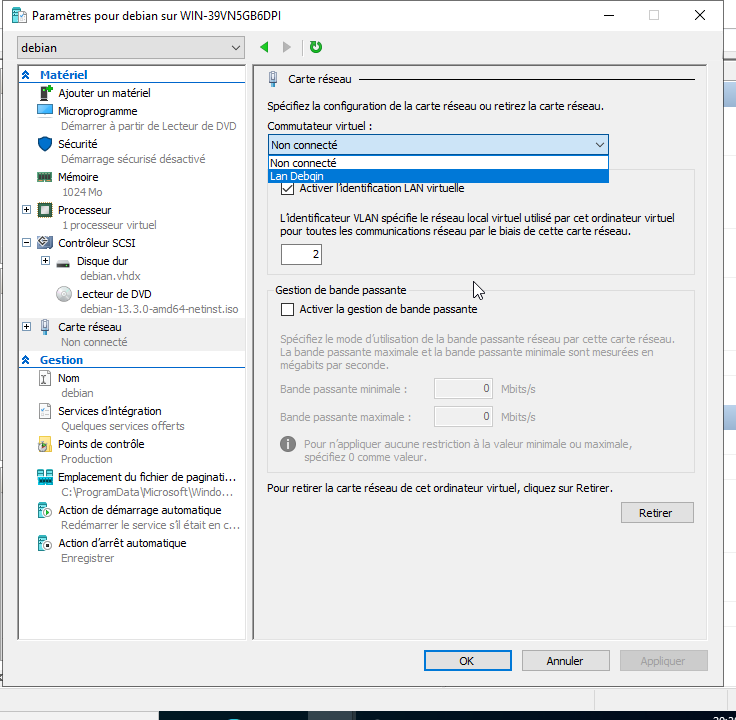 Paramètres pour debian sur WIN-39VN5GB6DPI
debian
Matériel
Ajouter un matériel
Microprogramme
Démarrer à partir de Lecteur de DVD
Sécurité
Démarrage sécurisé désactivé
Mémoire
1024 Mo
Processeur
1 processeur virtuel
Contrôleur SCSI
Disque dur
debian.vhdx
Lecteur de DVD
debian-13.3.0-amd64-netinst.iso
Carte réseau
Non connecté
Gestion
Nom
debian
Services d'intégration
Quelques services offerts
Points de contrôle
Production
Emplacement du fichier de paginati...
C:\ProgramData\Microsoft\Windo...
Action de démarrage automatique
Redémarrer le service s'il était en c...
Action d'arrêt automatique
Enregistrer
Carte réseau
Spécifiez la configuration de la carte réseau ou retirez la carte réseau.
Commutateur virtuel :
Non connecté
Non connecté
Lan Debqin
Activer l'identification LAN virtuelle
L'identificateur VLAN spécifie le réseau local virtuel utilisé par cet ordinateur virtuel
pour toutes les communications réseau par le biais de cette carte réseau.
2
Gestion de bande passante
Activer la gestion de bande passante
Spécifiez le mode d'utilisation de la bande passante réseau par cette carte réseau.
La bande passante maximale et la bande passante minimale sont mesurées en
mégabits par seconde.
Bande passante minimale : 0 Mbits/s
Bande passante maximale : 0 Mbits/s
Pour n'appliquer aucune restriction à la valeur minimale ou maximale,
spécifiez 0 comme valeur.
Pour retirer la carte réseau de cet ordinateur virtuel, cliquez sur Retirer.
Retirer
OK
Annuler
Appliquer